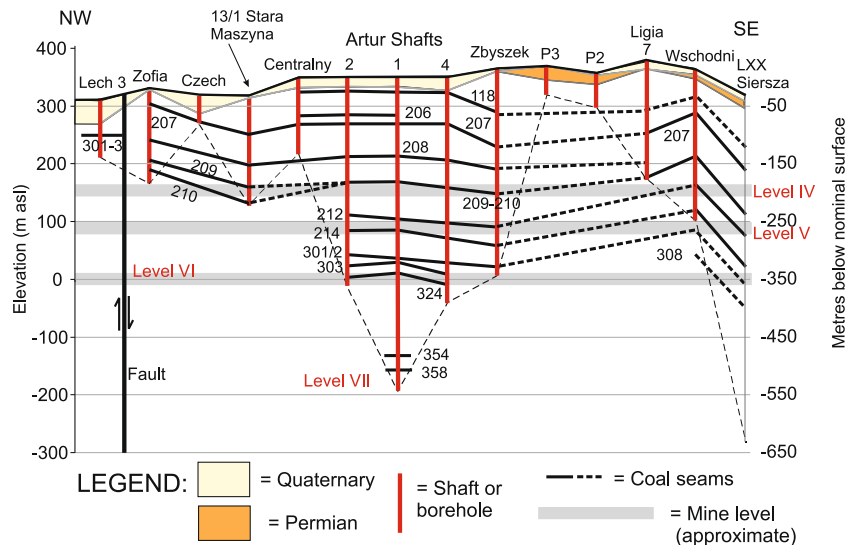 NW
SE
13/1 Stara
Maszyna
Artur Shafts
Lech 3
Zofia
Czech
Centralny
2
1
4
Zbyszek
P3
P2
Ligia
7
Wschodni
LXX
Siersza
Elevation (m asl)
400
300
200
100
0
-100
-200
-300
Metres below nominal surface
-50
-150
-250
-350
-450
-550
-650
301-3
207
209
210
118
206
207
208
207
209-210
212
214
301/2
303
324
308
354
358
Level IV
Level V
Level VI
Level VII
Fault
LEGEND:
= Quaternary
= Permian
= Shaft or
borehole
= Coal seams
= Mine level
(approximate)